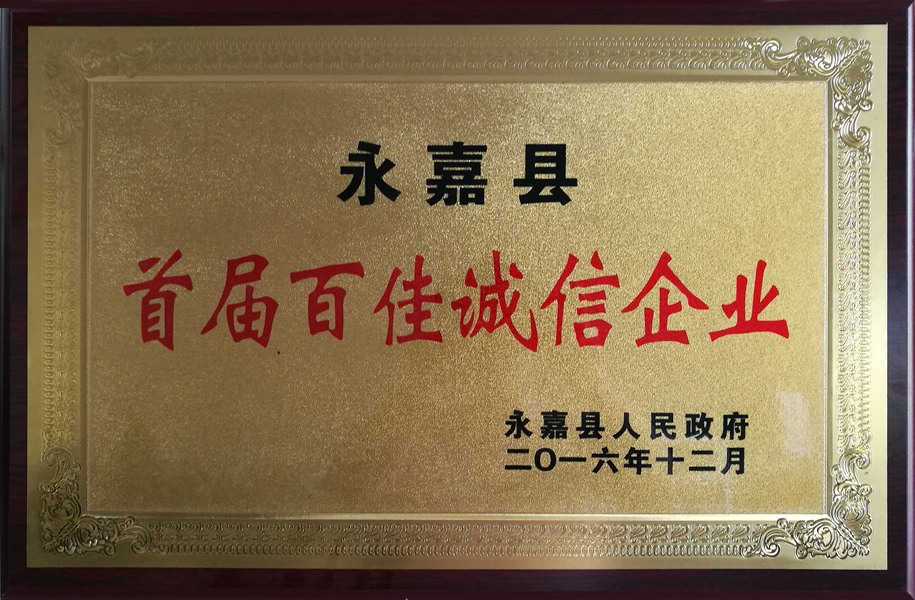 永嘉县
首届百佳诚信企业
永嘉县人民政府
二〇一六年十二月